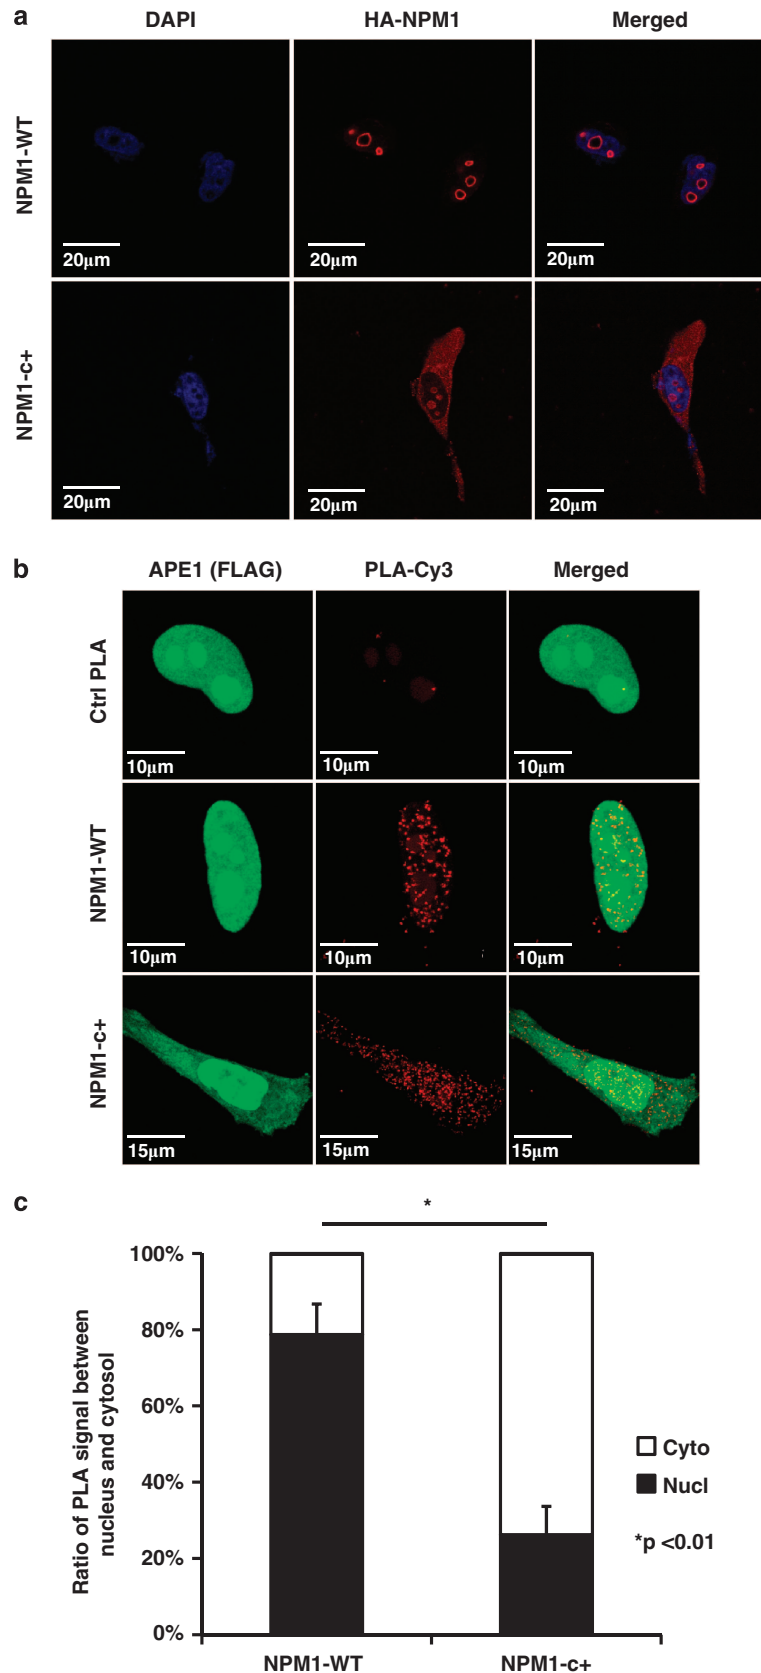 a
DAPI HA-NPM1 Merged
NPM1-WT
20μm 20μm 20μm
NPM1-c+
20μm 20μm 20μm
b
APE1 (FLAG) PLA-Cy3 Merged
Ctrl PLA
10μm 10μm 10μm
NPM1-WT
10μm 10μm 10μm
NPM1-c+
15μm 15μm 15μm
c
*
100%
80%
60%
40%
20%
0%
Ratio of PLA signal between
nucleus and cytosol
Cyto
Nucl
*p <0.01
NPM1-WT NPM1-c+